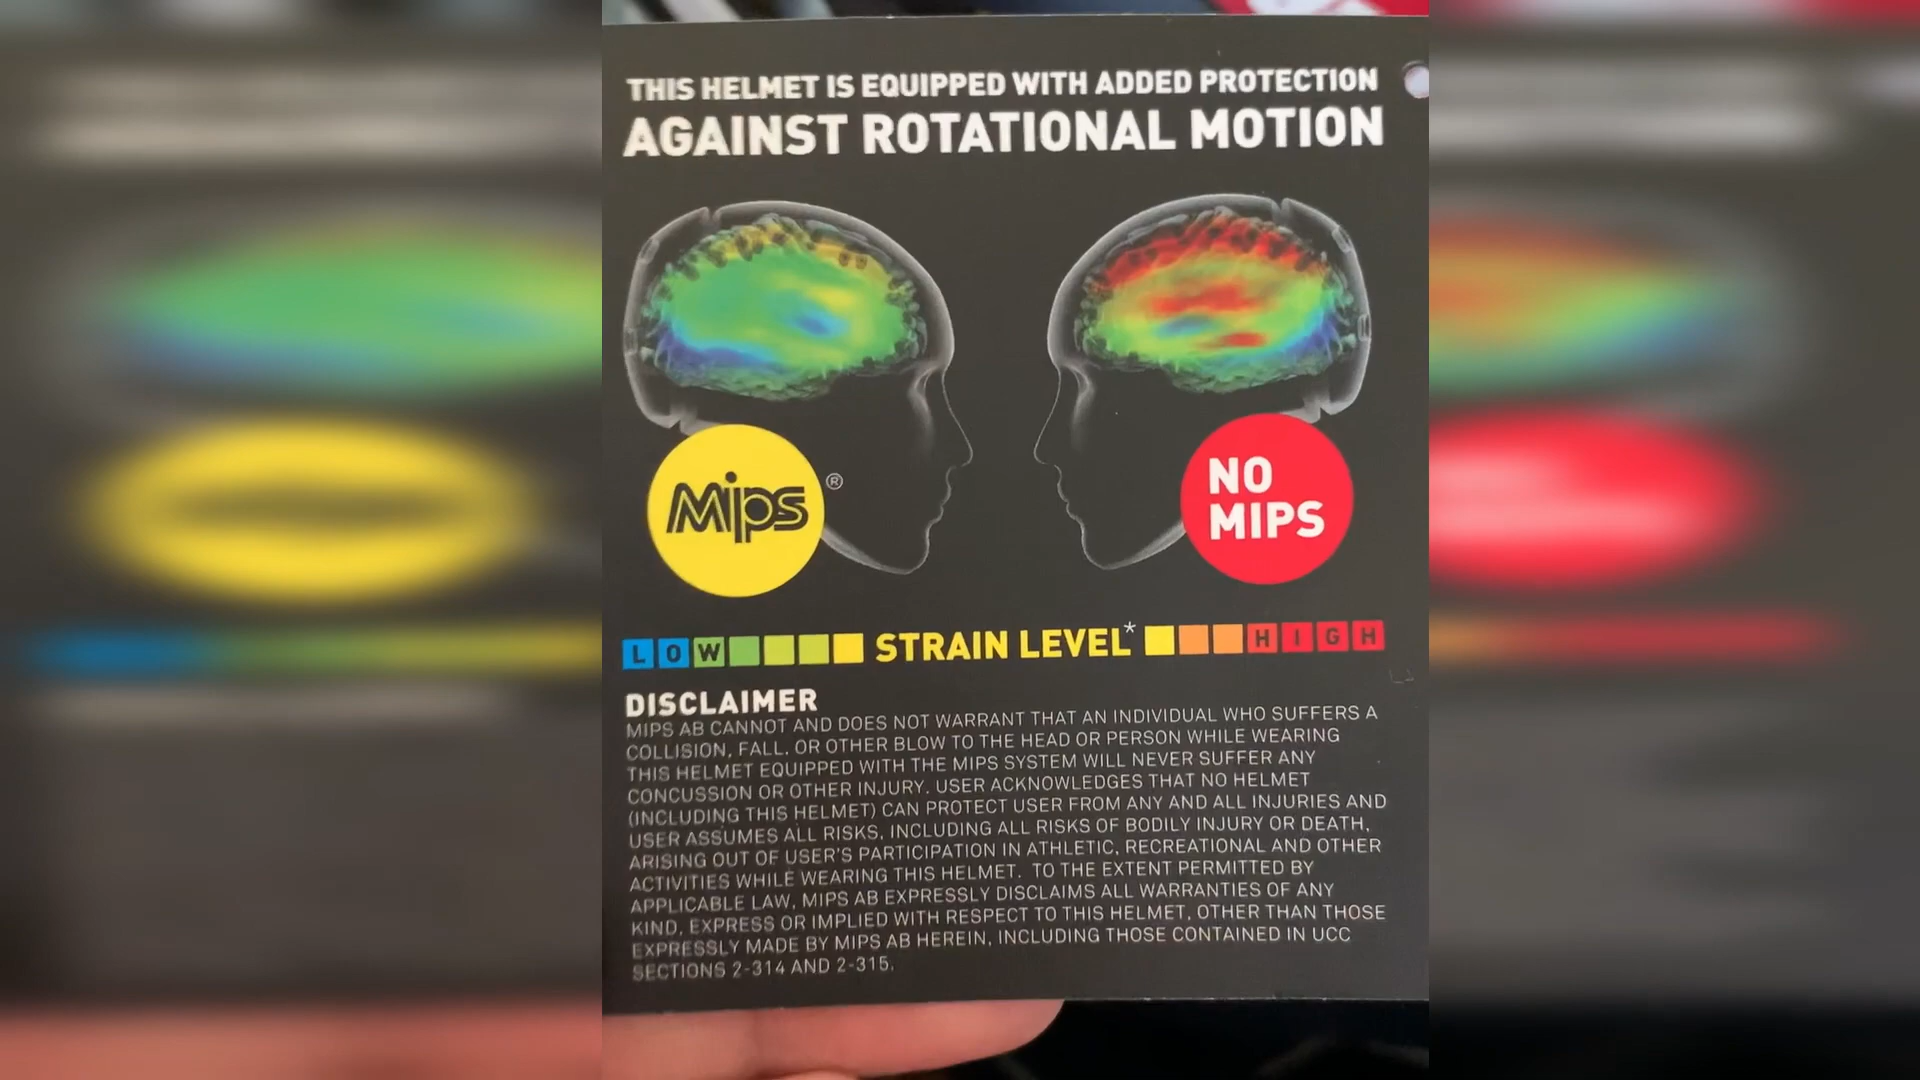 THIS HELMET IS EQUIPPED WITH ADDED PROTECTION
AGAINST ROTATIONAL MOTION
Mips ®
NO
MIPS
LOW STRAIN LEVEL* HIGH
DISCLAIMER
MIPS AB CANNOT AND DOES NOT WARRANT THAT AN INDIVIDUAL WHO SUFFERS A
COLLISION, FALL, OR OTHER BLOW TO THE HEAD OR PERSON WHILE WEARING
THIS HELMET EQUIPPED WITH THE MIPS SYSTEM WILL NEVER SUFFER ANY
CONCUSSION OR OTHER INJURY. USER ACKNOWLEDGES THAT NO HELMET
(INCLUDING THIS HELMET) CAN PROTECT USER FROM ANY AND ALL INJURIES AND
USER ASSUMES ALL RISKS, INCLUDING ALL RISKS OF BODILY INJURY OR DEATH,
ARISING OUT OF USER'S PARTICIPATION IN ATHLETIC, RECREATIONAL AND OTHER
ACTIVITIES WHILE WEARING THIS HELMET. TO THE EXTENT PERMITTED BY
APPLICABLE LAW, MIPS AB EXPRESSLY DISCLAIMS ALL WARRANTIES OF ANY
KIND, EXPRESS OR IMPLIED WITH RESPECT TO THIS HELMET, OTHER THAN THOSE
EXPRESSLY MADE BY MIPS AB HEREIN, INCLUDING THOSE CONTAINED IN UCC
SECTIONS 2-314 AND 2-315.